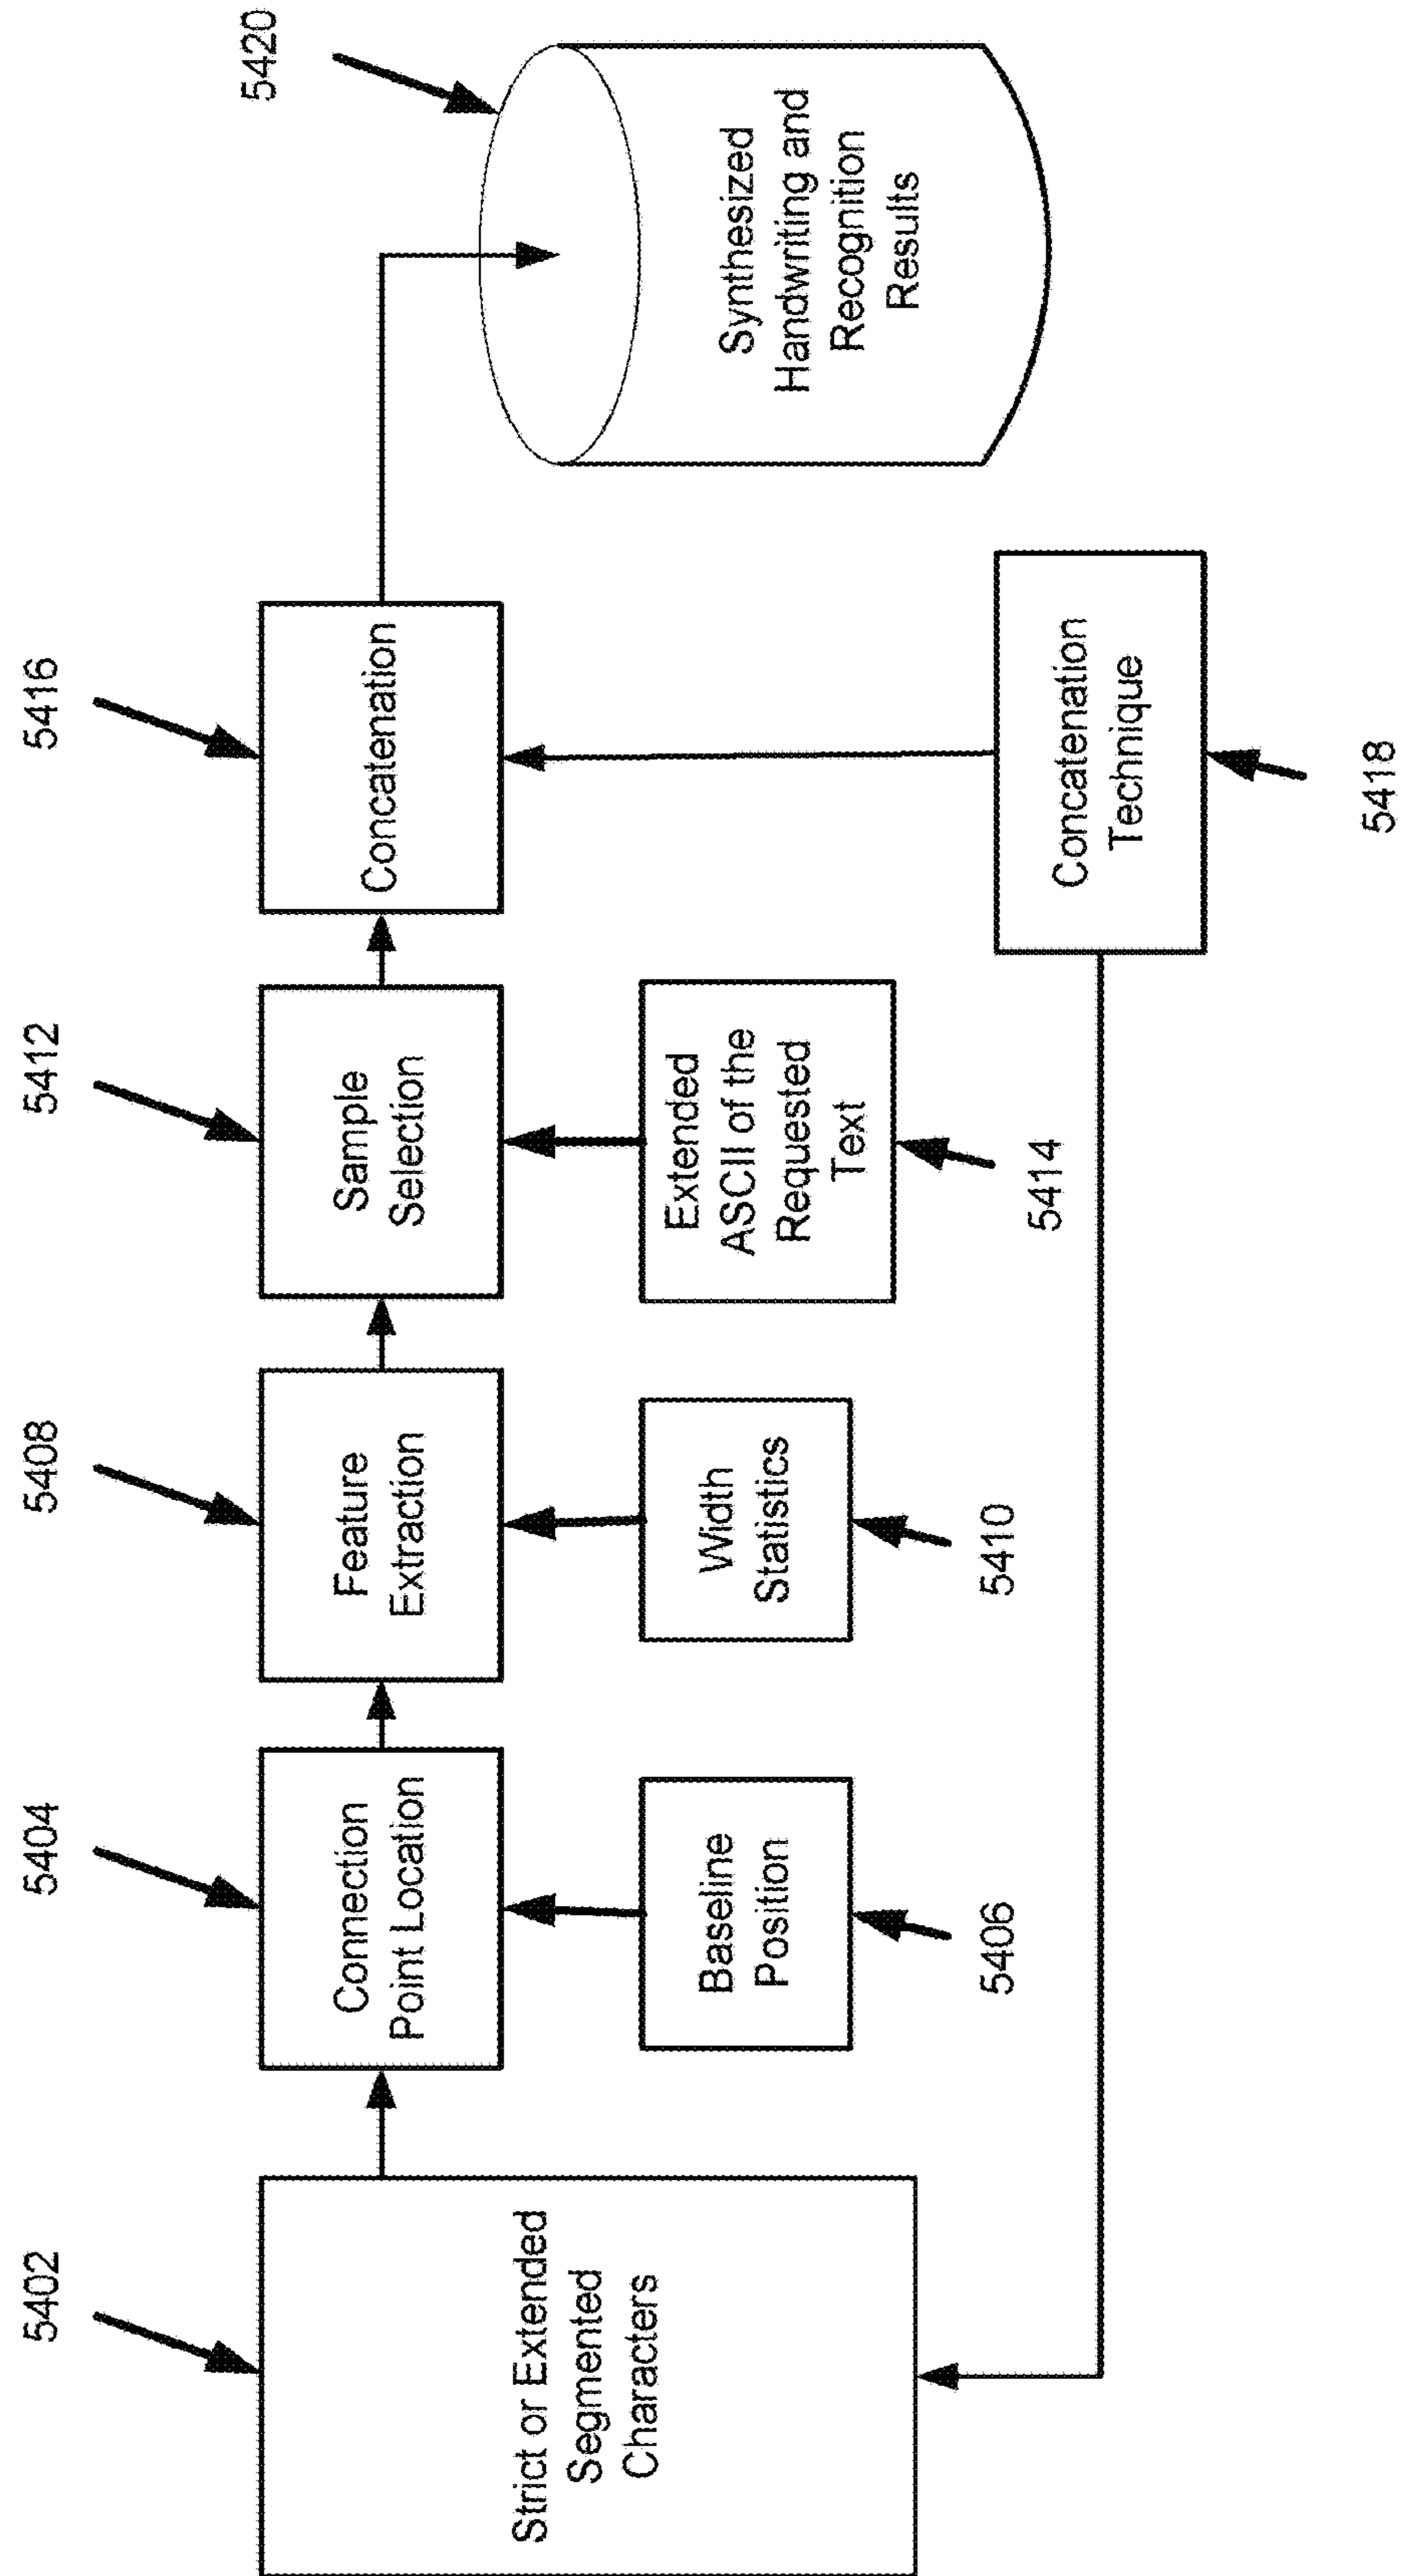 5402
5404
5408
5412
5416
5420
Strict or Extended
Segmented
Characters
Connection
Point Location
Feature
Extraction
Sample
Selection
Concatenation
Synthesized
Handwriting and
Recognition
Results
Baseline
Position
Width
Statistics
Extended
ASCII of the
Requested
Text
5406
5410
5414
Concatenation
Technique
5418